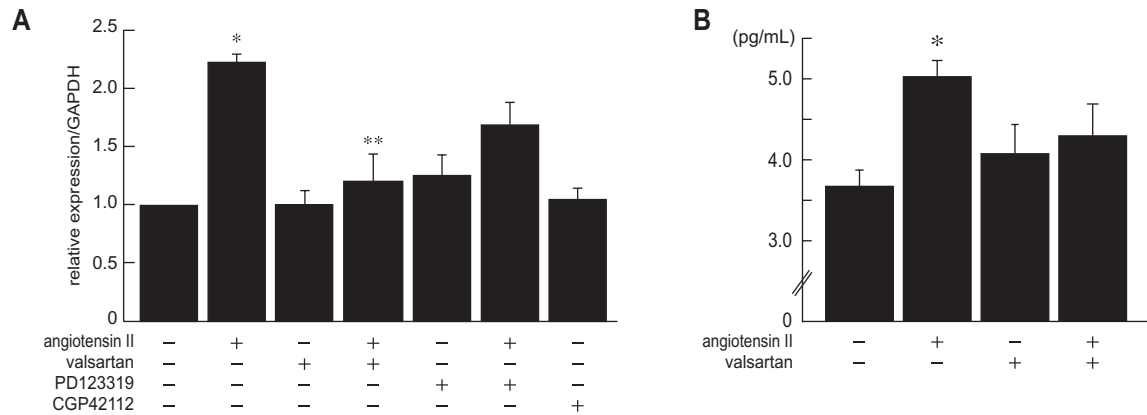 A
relative expression/GAPDH
2.5
2.0
1.5
1.0
0.5
0
*
**
angiotensin II − + − + − + −
valsartan − − + + − − −
PD123319 − − − − + + −
CGP42112 − − − − − − +
B
(pg/mL)
5.0
4.0
3.0
0
*
angiotensin II − + − +
valsartan − − + +